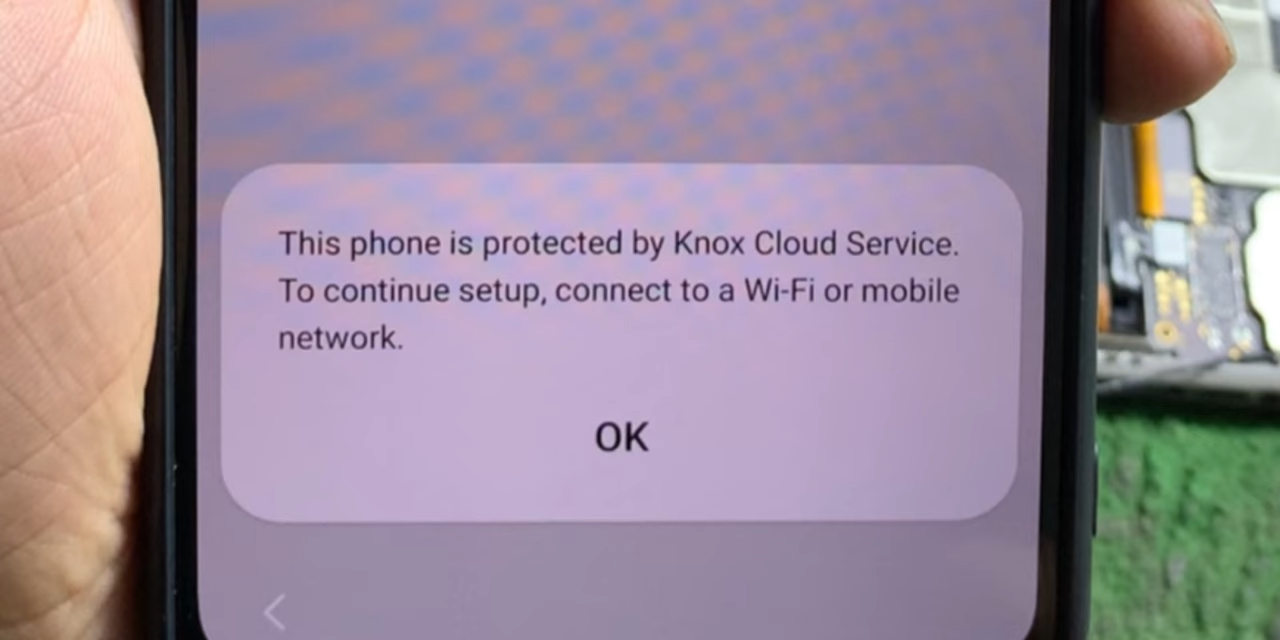 This phone is protected by Knox Cloud Service.
To continue setup, connect to a Wi-Fi or mobile
network.
OK